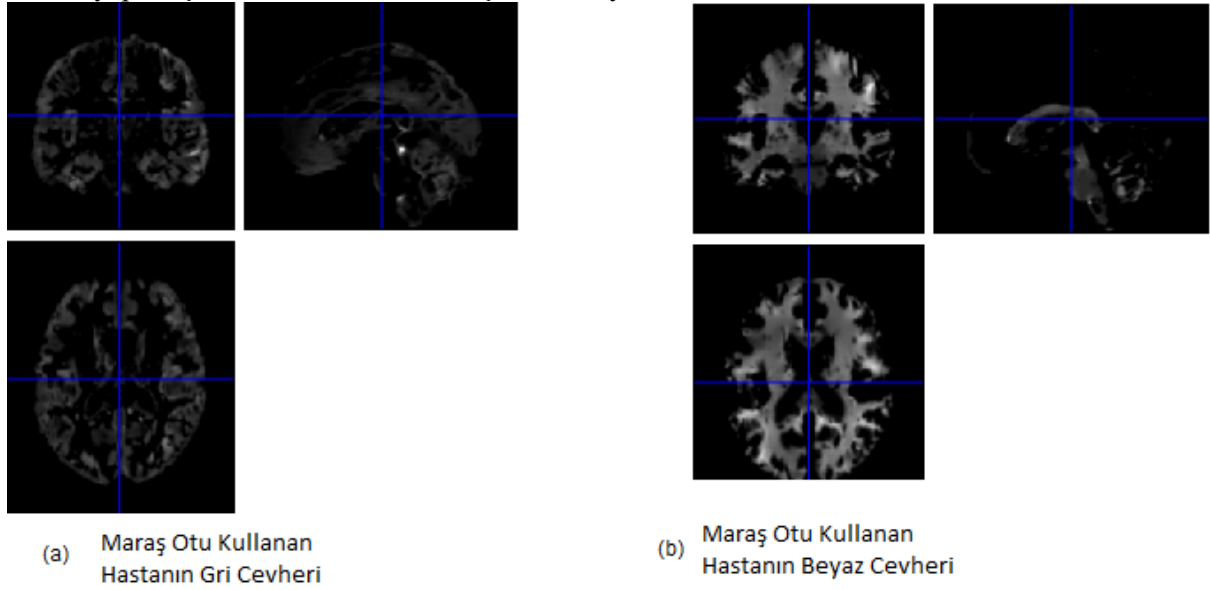 (a) Maraş Otu Kullanan
Hastanın Gri Cevheri
(b) Maraş Otu Kullanan
Hastanın Beyaz Cevheri